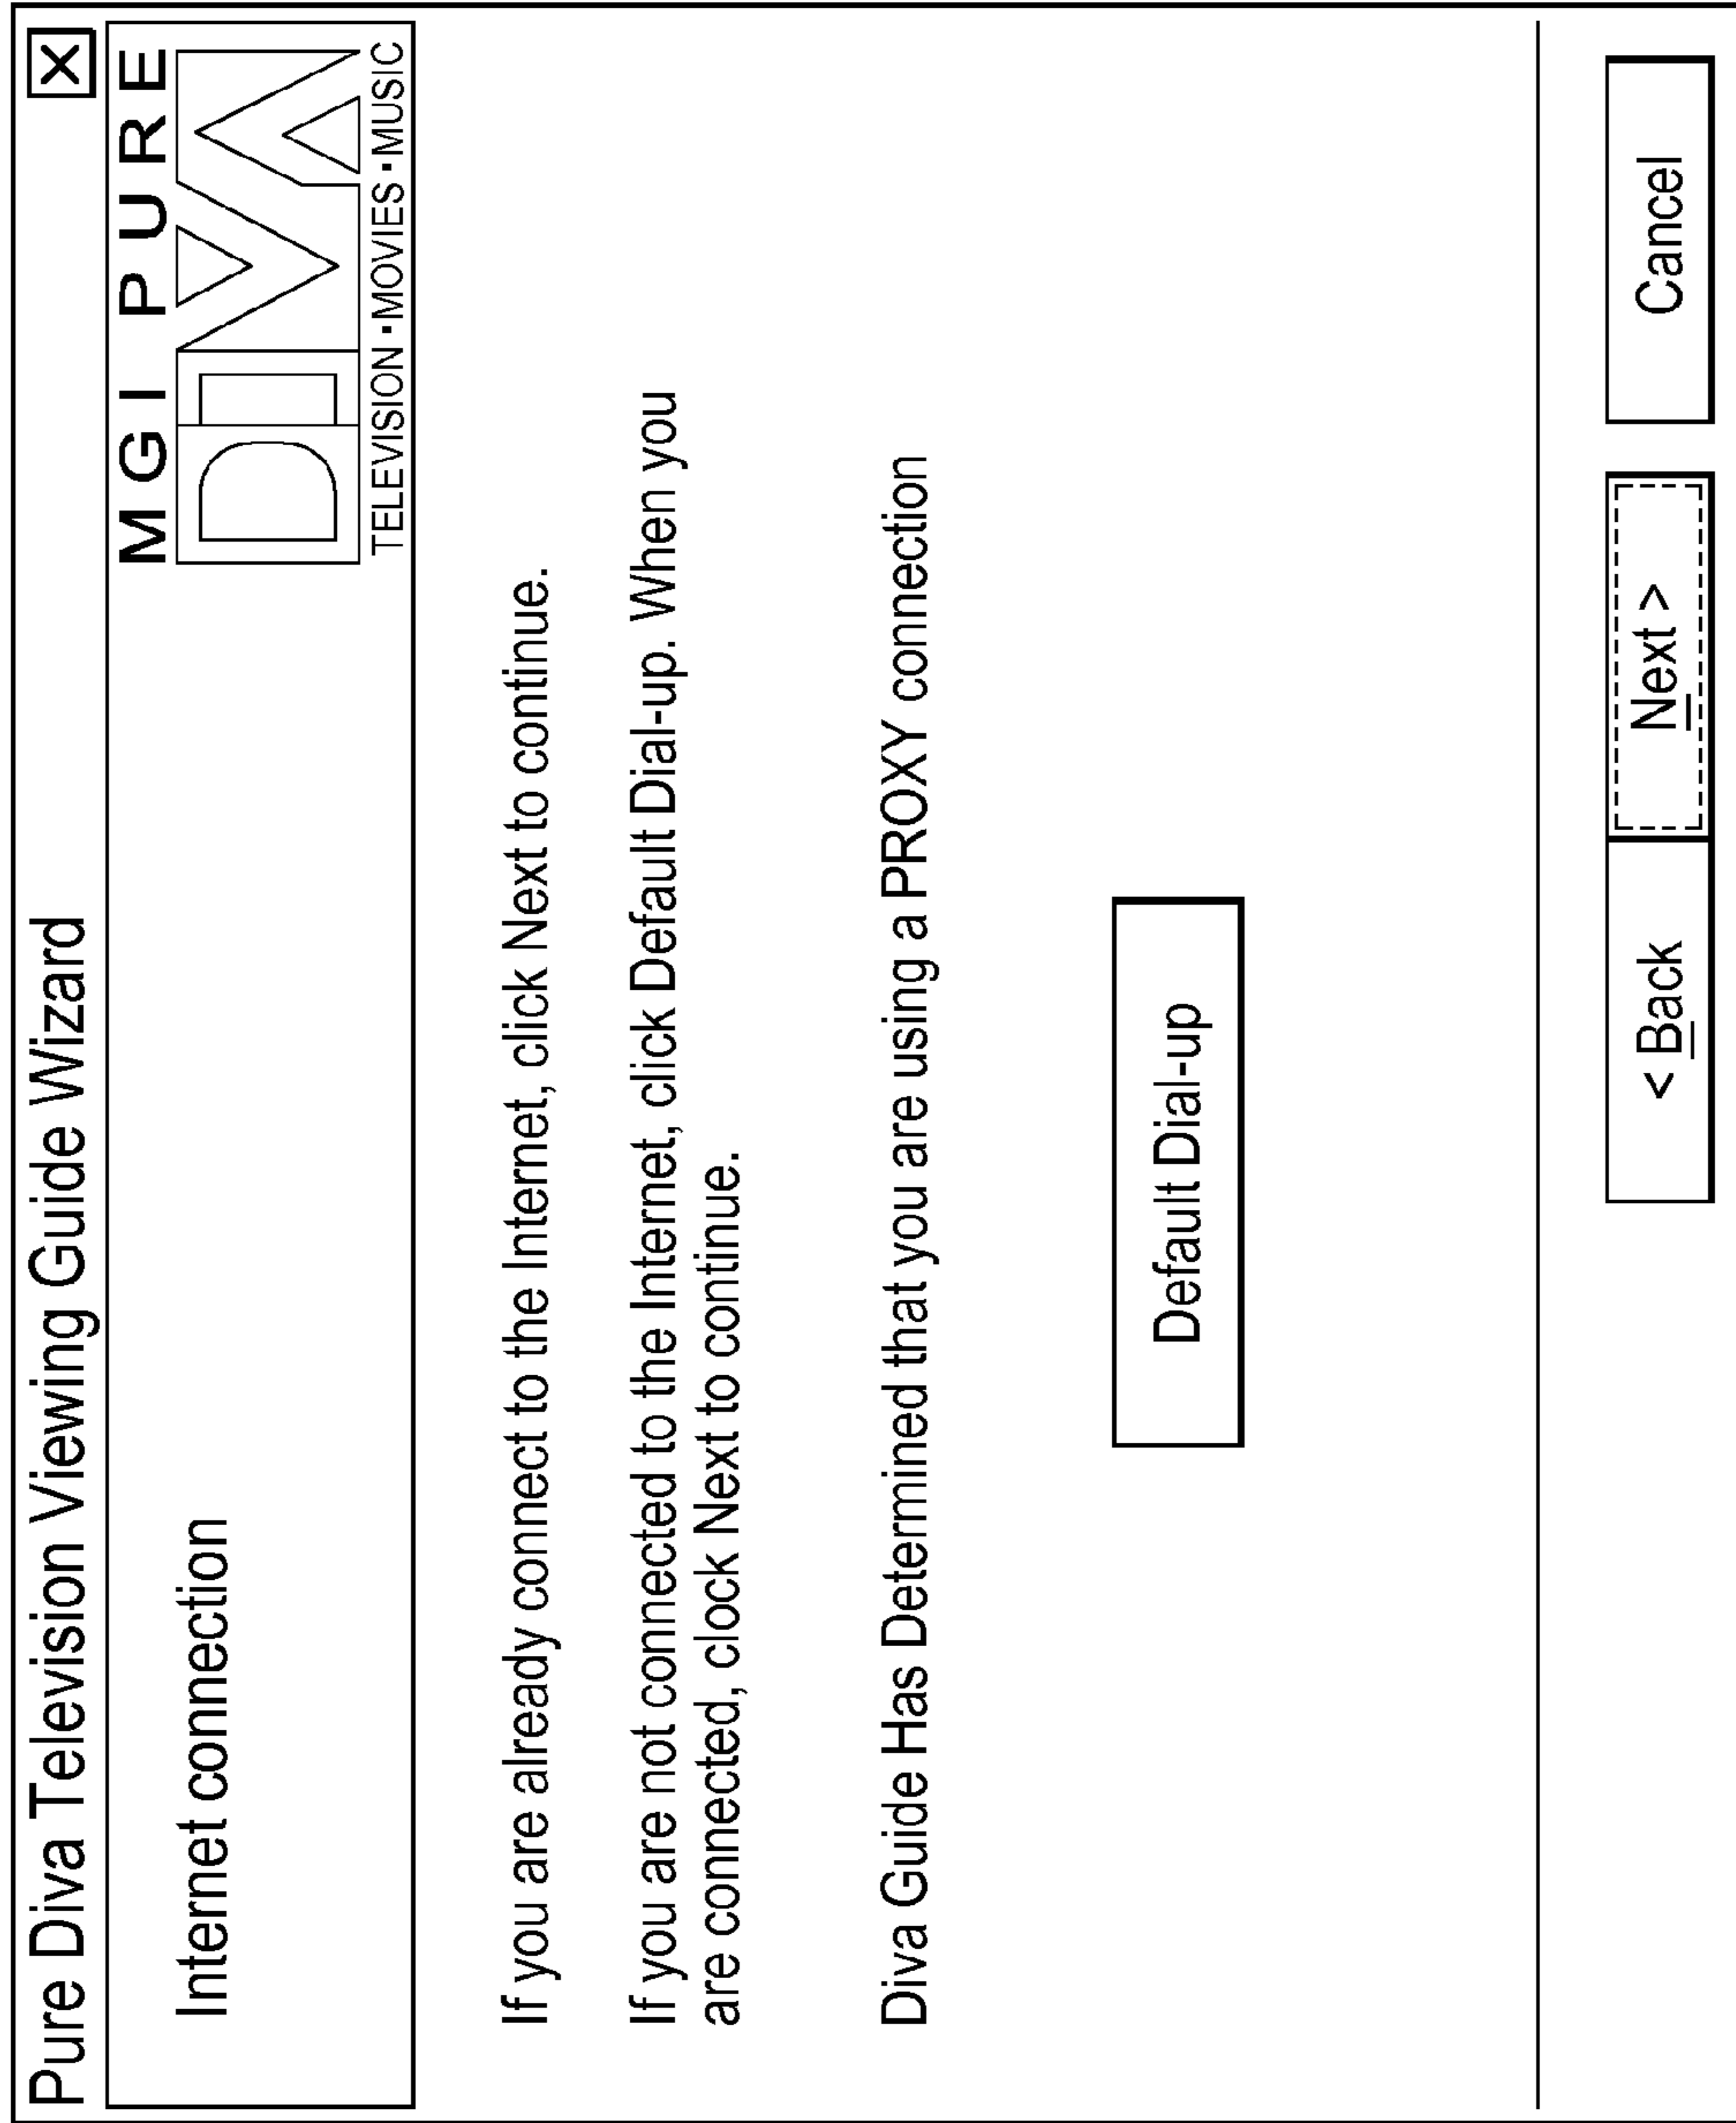 Pure Diva Television Viewing Guide Wizard X
Internet connection
MGI PURE
DIVA
TELEVISION ▪ MOVIES ▪ MUSIC
If you are already connect to the Internet, click Next to continue.
If you are not connected to the Internet, click Default Dial-up. When you
are connected, clock Next to continue.
Diva Guide Has Determined that you are using a PROXY connection
Default Dial-up
< Back Next > Cancel